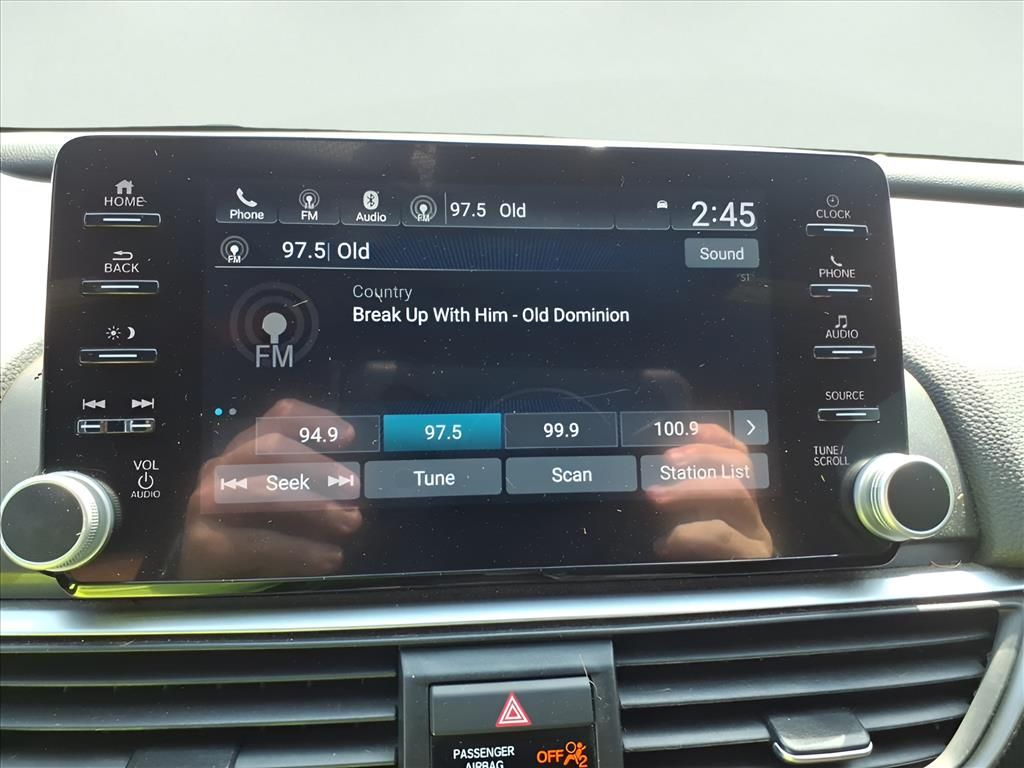 HOME
BACK
VOL
AUDIO
Phone
FM
Audio
FM
97.5 Old
2:45
FM
97.5 Old
Sound
ST
Country
Break Up With Him - Old Dominion
FM
94.9
97.5
99.9
100.9
Seek
Tune
Scan
Station List
CLOCK
PHONE
AUDIO
SOURCE
TUNE/
SCROLL
PASSENGER
AIRBAG
OFF
2